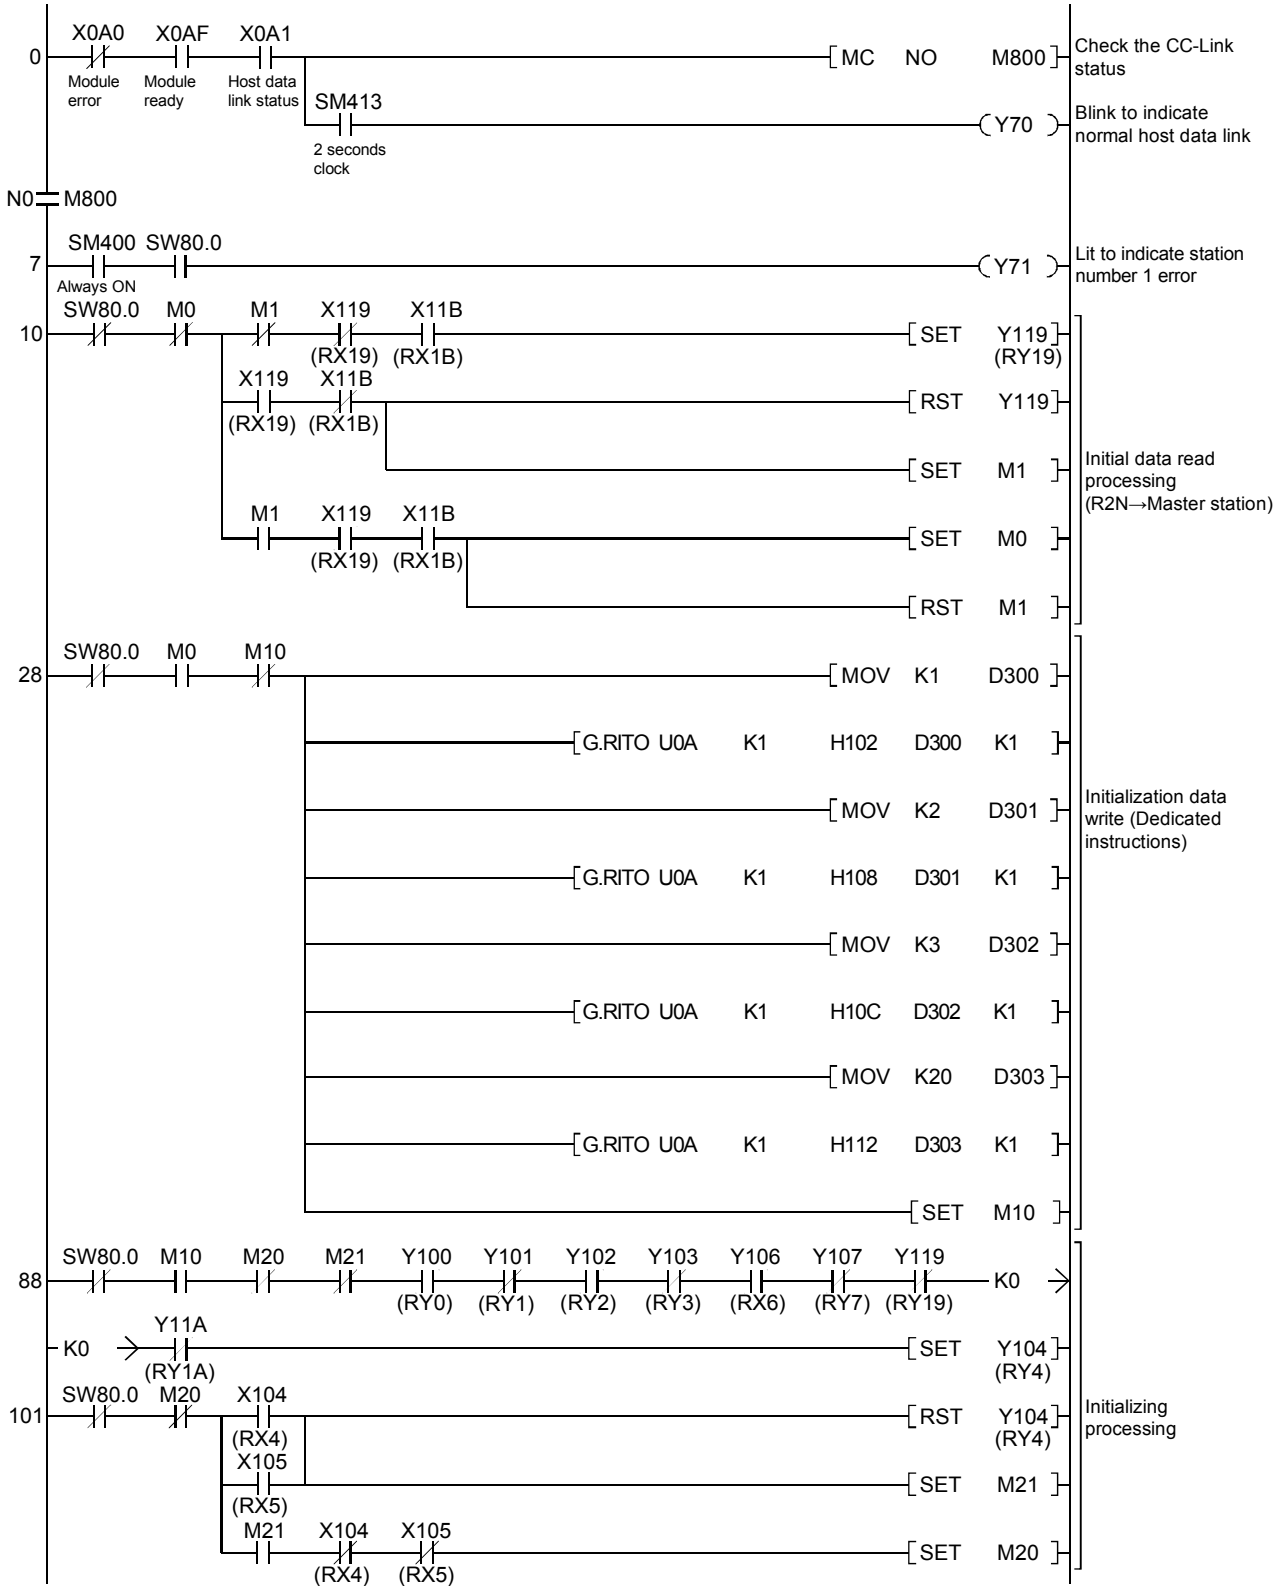 X0A0 X0AF X0A1
0 MC NO M800 Check the CC-Link
status
Module error Module ready Host data link status
SM413
Y70 Blink to indicate
normal host data link
2 seconds
clock
N0 M800
SM400 SW80.0
7 Y71 Lit to indicate station
number 1 error
Always ON
SW80.0 M0 M1 X119 X11B
10 SET Y119
(RX19) (RX1B) (RY19)
X119 X11B
RST Y119
(RX19) (RX1B)
SET M1 Initial data read
processing
(R2N→Master station)
M1 X119 X11B
SET M0
(RX19) (RX1B)
RST M1
SW80.0 M0 M10
28 MOV K1 D300
G.RITO U0A K1 H102 D300 K1
MOV K2 D301 Initialization data
write (Dedicated
instructions)
G.RITO U0A K1 H108 D301 K1
MOV K3 D302
G.RITO U0A K1 H10C D302 K1
MOV K20 D303
G.RITO U0A K1 H112 D303 K1
SET M10
SW80.0 M10 M20 M21 Y100 Y101 Y102 Y103 Y106 Y107 Y119
88 K0
(RY0) (RY1) (RY2) (RY3) (RX6) (RY7) (RY19)
Y11A
K0 SET Y104
(RY1A) (RY4)
SW80.0 M20 X104
101 RST Y104 Initializing
processing
(RX4) (RY4)
X105
SET M21
(RX5)
M21 X104 X105
SET M20
(RX4) (RX5)